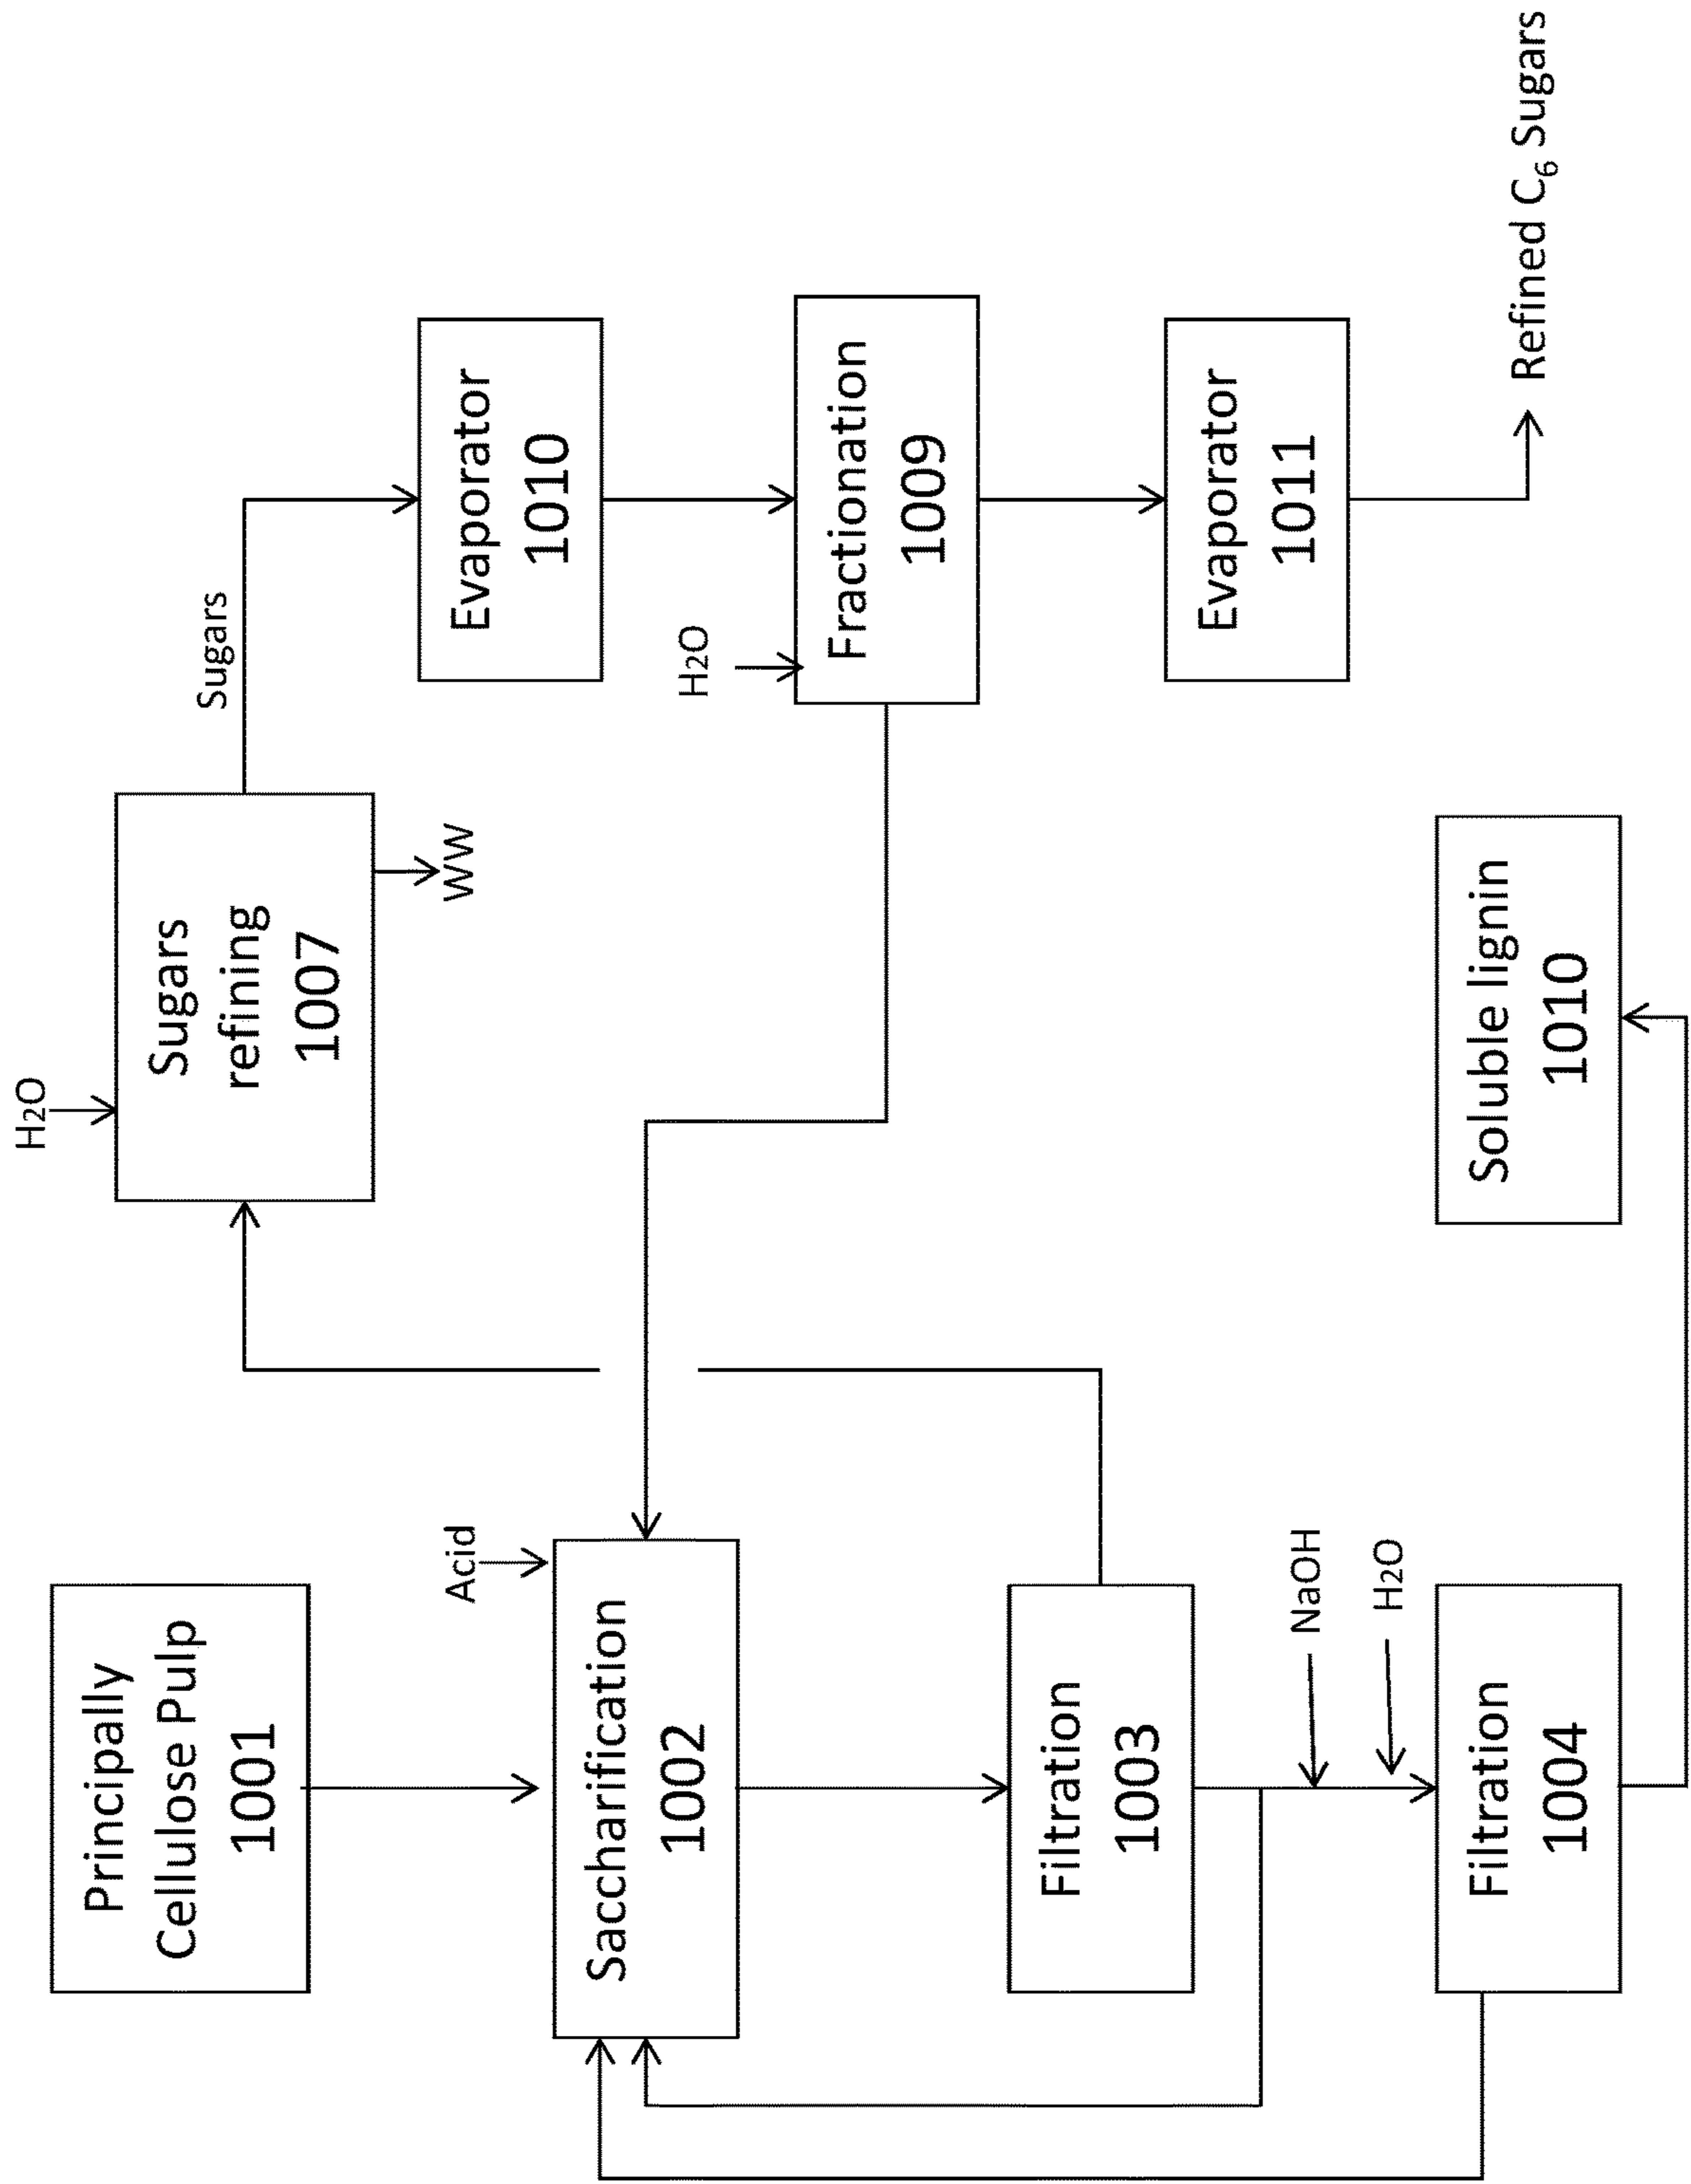 Principally
Cellulose Pulp
1001
Acid
Saccharification
1002
Filtration
1003
NaOH
H₂O
Filtration
1004
H₂O
Sugars
refining
1007
WW
Soluble lignin
1010
Sugars
Evaporator
1010
H₂O
Fractionation
1009
Evaporator
1011
Refined C₆ Sugars